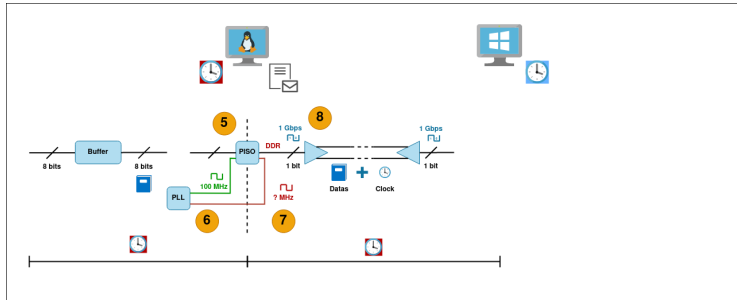 5
8
1 Gbps
1 Gbps
Buffer
PISO
DDR
8 bits
8 bits
1 bit
1 bit
100 MHz
? MHz
Datas
Clock
PLL
6
7